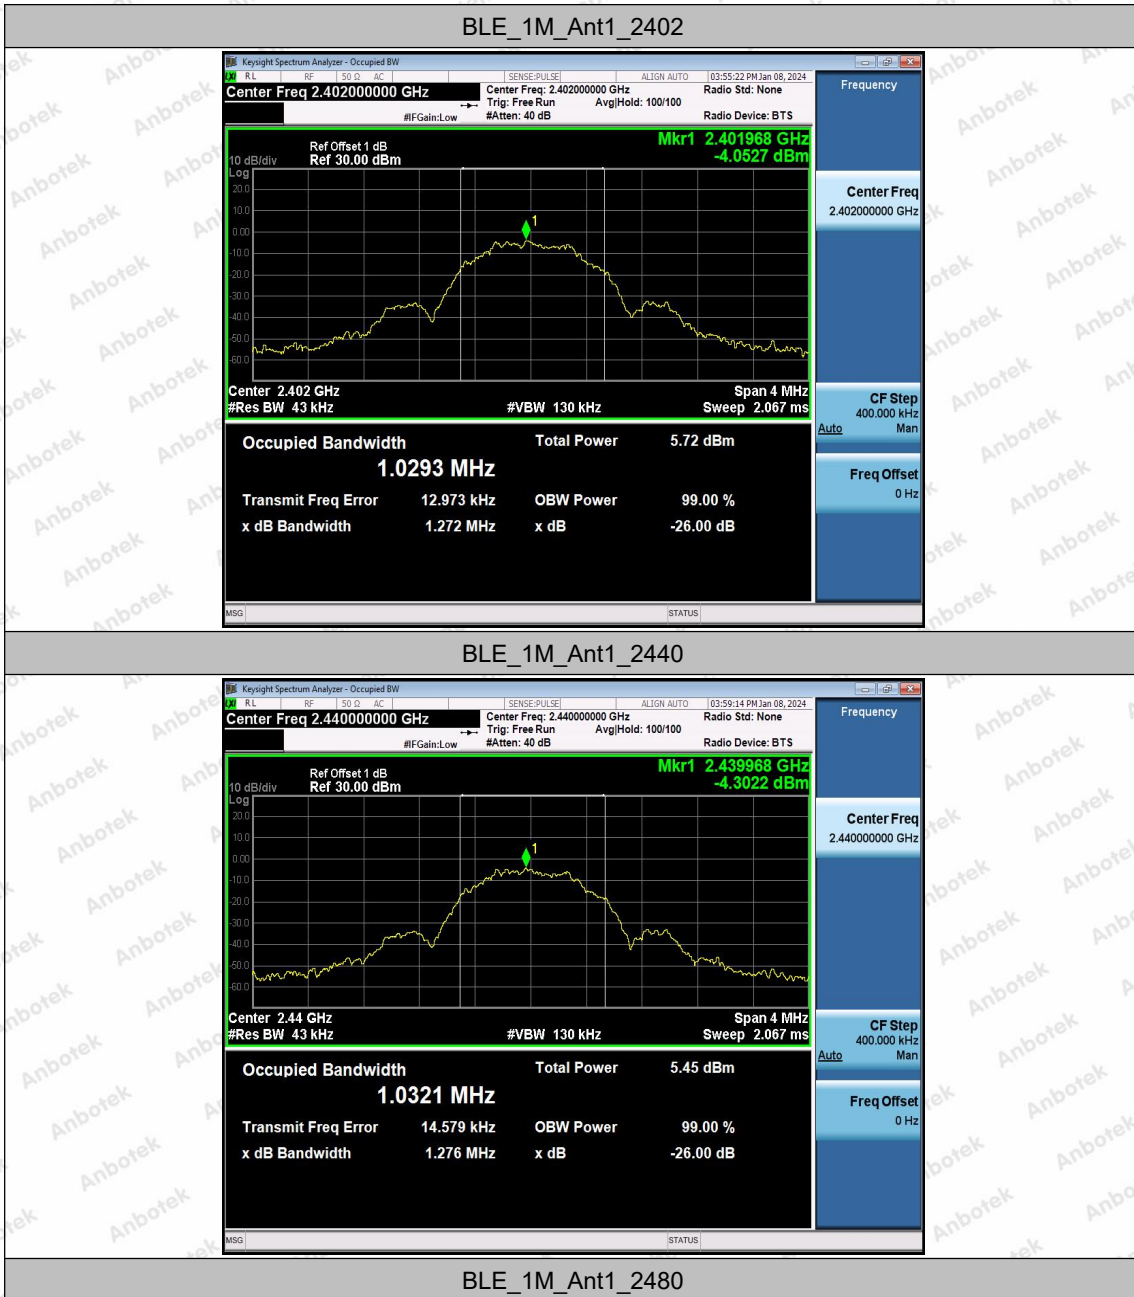 BLE_1M_Ant1_2402
Keysight Spectrum Analyzer - Occupied BW
LXI RL RF 50 Ω AC SENSE:PULSE ALIGN AUTO 03:55:22 PM Jan 08, 2024
Center Freq 2.402000000 GHz
Center Freq: 2.402000000 GHz Radio Std: None
Trig: Free Run Avg|Hold: 100/100
#IFGain:Low #Atten: 40 dB Radio Device: BTS
Frequency
Mkr1 2.401968 GHz
-4.0527 dBm
Ref Offset 1 dB
10 dB/div Ref 30.00 dBm
Log
20.0
10.0
0.00
-10.0
-20.0
-30.0
-40.0
-50.0
-60.0
1
Center Freq
2.402000000 GHz
Center 2.402 GHz Span 4 MHz
#Res BW 43 kHz #VBW 130 kHz Sweep 2.067 ms
CF Step
400.000 kHz
Auto Man
Occupied Bandwidth Total Power 5.72 dBm
1.0293 MHz
Freq Offset
0 Hz
Transmit Freq Error 12.973 kHz OBW Power 99.00 %
x dB Bandwidth 1.272 MHz x dB -26.00 dB
MSG STATUS
BLE_1M_Ant1_2440
Keysight Spectrum Analyzer - Occupied BW
LXI RL RF 50 Ω AC SENSE:PULSE ALIGN AUTO 03:59:14 PM Jan 08, 2024
Center Freq 2.440000000 GHz
Center Freq: 2.440000000 GHz Radio Std: None
Trig: Free Run Avg|Hold: 100/100
#IFGain:Low #Atten: 40 dB Radio Device: BTS
Frequency
Mkr1 2.439968 GHz
-4.3022 dBm
Ref Offset 1 dB
10 dB/div Ref 30.00 dBm
Log
20.0
10.0
0.00
-10.0
-20.0
-30.0
-40.0
-50.0
-60.0
1
Center Freq
2.440000000 GHz
Center 2.44 GHz Span 4 MHz
#Res BW 43 kHz #VBW 130 kHz Sweep 2.067 ms
CF Step
400.000 kHz
Auto Man
Occupied Bandwidth Total Power 5.45 dBm
1.0321 MHz
Freq Offset
0 Hz
Transmit Freq Error 14.579 kHz OBW Power 99.00 %
x dB Bandwidth 1.276 MHz x dB -26.00 dB
MSG STATUS
BLE_1M_Ant1_2480
Anbotek